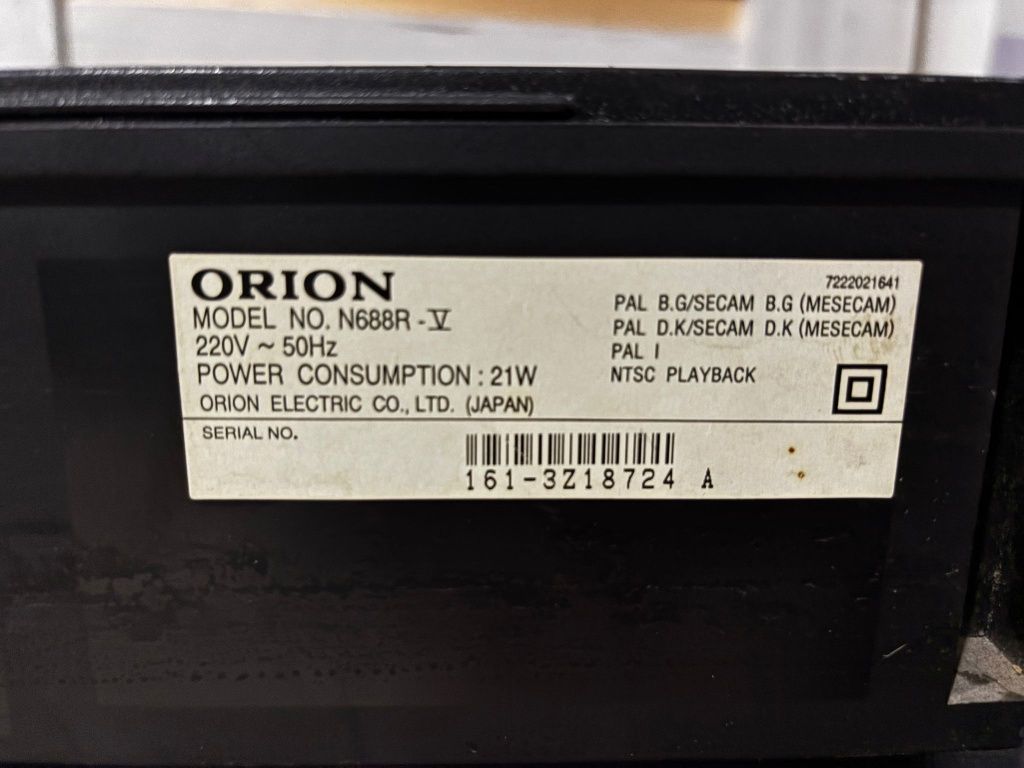 ORION
MODEL NO. N688R-V
220V ~ 50Hz
POWER CONSUMPTION : 21W
ORION ELECTRIC CO., LTD. (JAPAN)
7222021641
PAL B.G/SECAM B.G (MESECAM)
PAL D.K/SECAM D.K (MESECAM)
PAL I
NTSC PLAYBACK
SERIAL NO.
161-3Z18724 A